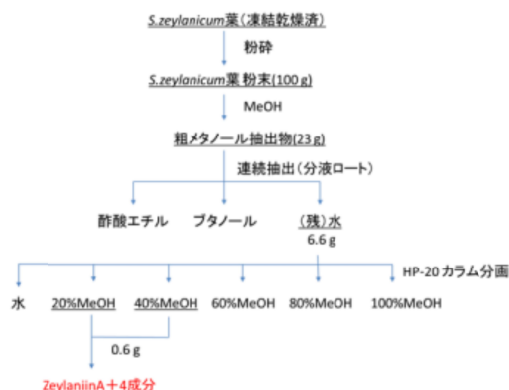 S.zeylanicum葉(凍結乾燥済)
粉砕
S.zeylanicum葉 粉末(100 g)
MeOH
粗メタノール抽出物(23 g)
連続抽出(分液ロート)
酢酸エチル ブタノール (残)水
6.6 g
HP-20 カラム分画
水 20%MeOH 40%MeOH 60%MeOH 80%MeOH 100%MeOH
0.6 g
ZeylaniinA+4成分